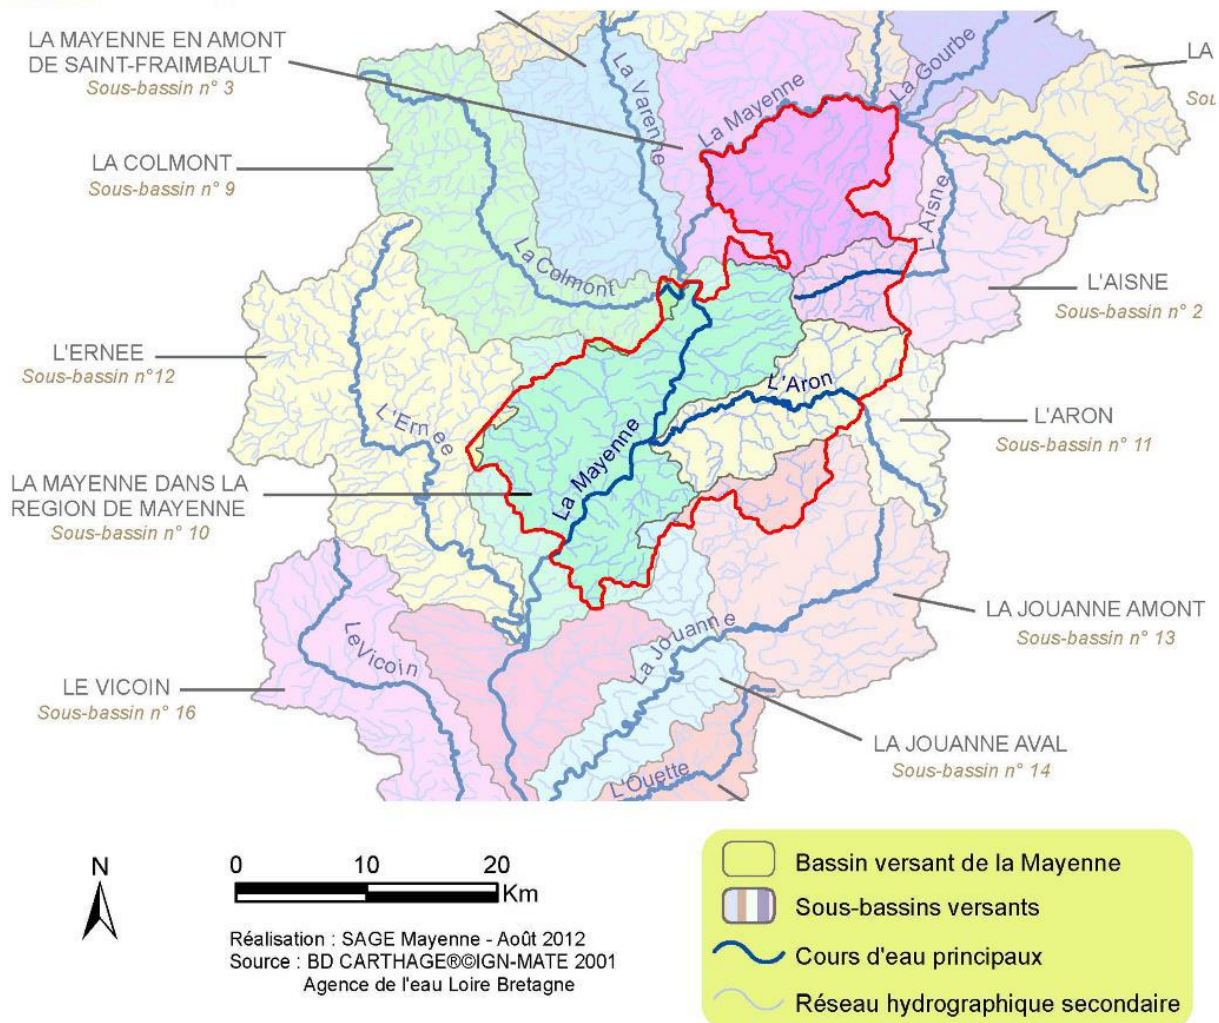 LA MAYENNE EN AMONT
DE SAINT-FRAIMBAULT
Sous-bassin n° 3
LA COLMONT
Sous-bassin n° 9
L'ERNEE
Sous-bassin n°12
LA MAYENNE DANS LA
REGION DE MAYENNE
Sous-bassin n° 10
LE VICOIN
Sous-bassin n° 16
La Varenne
La Mayenne
La Gourbe
L'Aisne
La Colmont
L'Ernee
L'Aron
La Mayenne
Le Vicoin
La Jouanne
L'Ouette
LA
Sou
L'AISNE
Sous-bassin n° 2
L'ARON
Sous-bassin n° 11
LA JOUANNE AMONT
Sous-bassin n° 13
LA JOUANNE AVAL
Sous-bassin n° 14
N
0 10 20
Km
Réalisation : SAGE Mayenne - Août 2012
Source : BD CARTHAGE®©IGN-MATE 2001
Agence de l'eau Loire Bretagne
Bassin versant de la Mayenne
Sous-bassins versants
Cours d'eau principaux
Réseau hydrographique secondaire